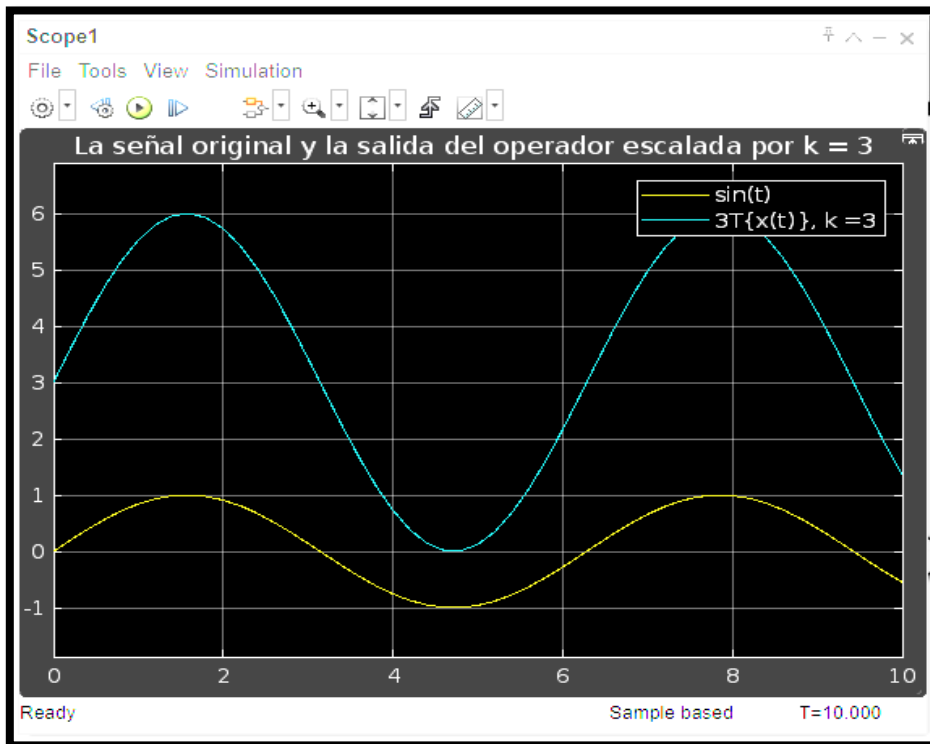 Scope1
File Tools View Simulation
La señal original y la salida del operador escalada por k = 3
sin(t)
3T{x(t)}, k =3
6
5
4
3
2
1
0
-1
0 2 4 6 8 10
Ready Sample based T=10.000